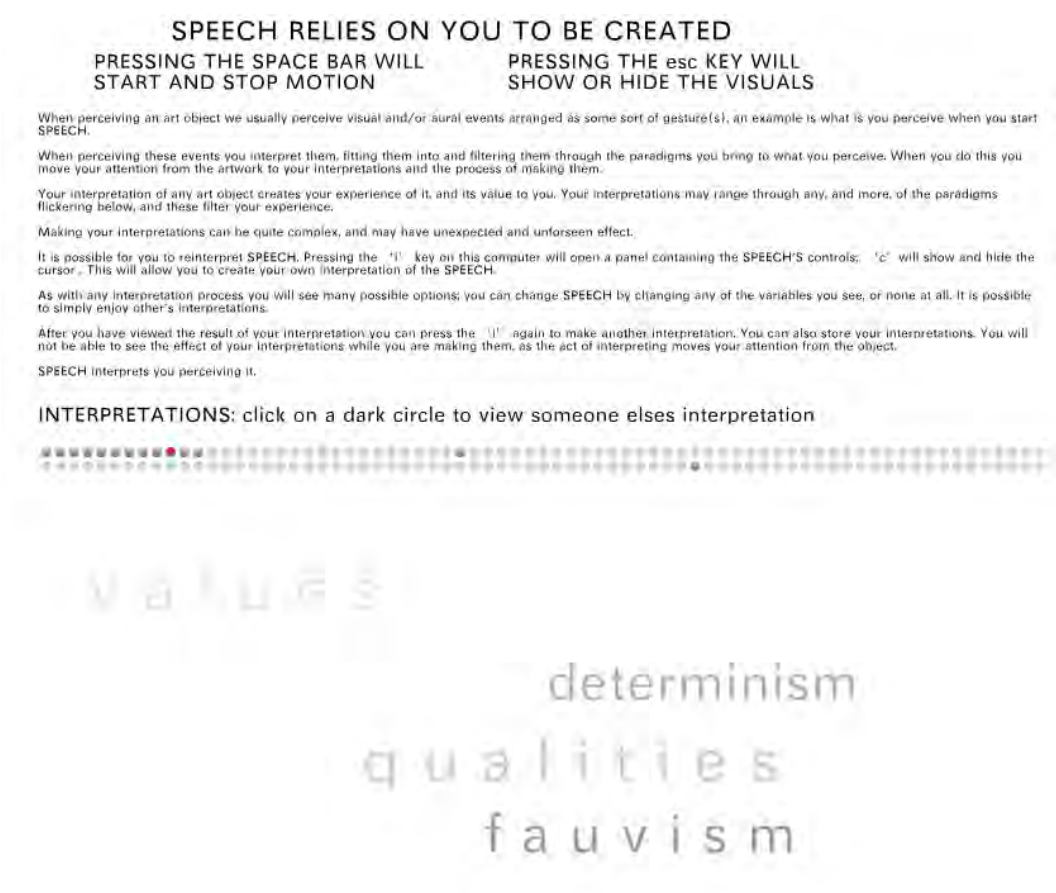 SPEECH RELIES ON YOU TO BE CREATED
PRESSING THE SPACE BAR WILL
START AND STOP MOTION
PRESSING THE esc KEY WILL
SHOW OR HIDE THE VISUALS
When perceiving an art object we usually perceive visual and/or aural events arranged as some sort of gesture(s), an example is what is you perceive when you start
SPEECH.
When perceiving these events you interpret them, fitting them into and filtering them through the paradigms you bring to what you perceive. When you do this you
move your attention from the artwork to your interpretations and the process of making them.
Your interpretation of any art object creates your experience of it, and its value to you. Your interpretations may range through any, and more, of the paradigms
flickering below, and these filter your experience.
Making your interpretations can be quite complex, and may have unexpected and unforseen effect.
It is possible for you to reinterpret SPEECH. Pressing the 'i' key on this computer will open a panel containing the SPEECH'S controls; 'c' will show and hide the
cursor. This will allow you to create your own interpretation of the SPEECH.
As with any interpretation process you will see many possible options; you can change SPEECH by changing any of the variables you see, or none at all. It is possible
to simply enjoy other's interpretations.
After you have viewed the result of your interpretation you can press the 'i' again to make another interpretation. You can also store your interpretations. You will
not be able to see the effect of your interpretations while you are making them, as the act of interpreting moves your attention from the object.
SPEECH interprets you perceiving it.
INTERPRETATIONS: click on a dark circle to view someone elses interpretation
values
determinism
qualities
fauvism